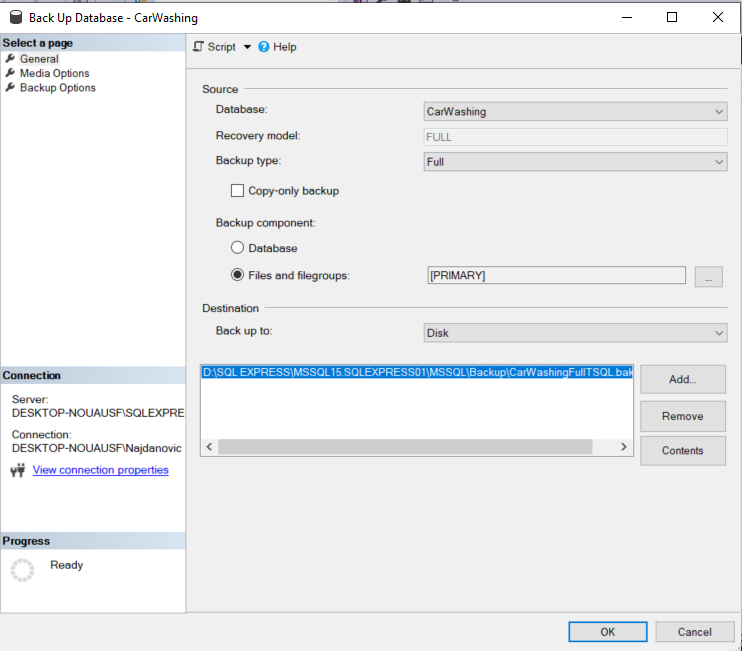 Back Up Database - CarWashing
Select a page
General
Media Options
Backup Options
Script
Help
Source
Database:
CarWashing
Recovery model:
FULL
Backup type:
Full
Copy-only backup
Backup component:
Database
Files and filegroups:
[PRIMARY]
...
Destination
Back up to:
Disk
D:\SQL EXPRESS\MSSQL15.SQLEXPRESS01\MSSQL\Backup\CarWashingFullTSQL.bak
Add...
Remove
Contents
Connection
Server:
DESKTOP-NOUAUSF\SQLEXPRE
Connection:
DESKTOP-NOUAUSF\Najdanovic
View connection properties
Progress
Ready
OK
Cancel